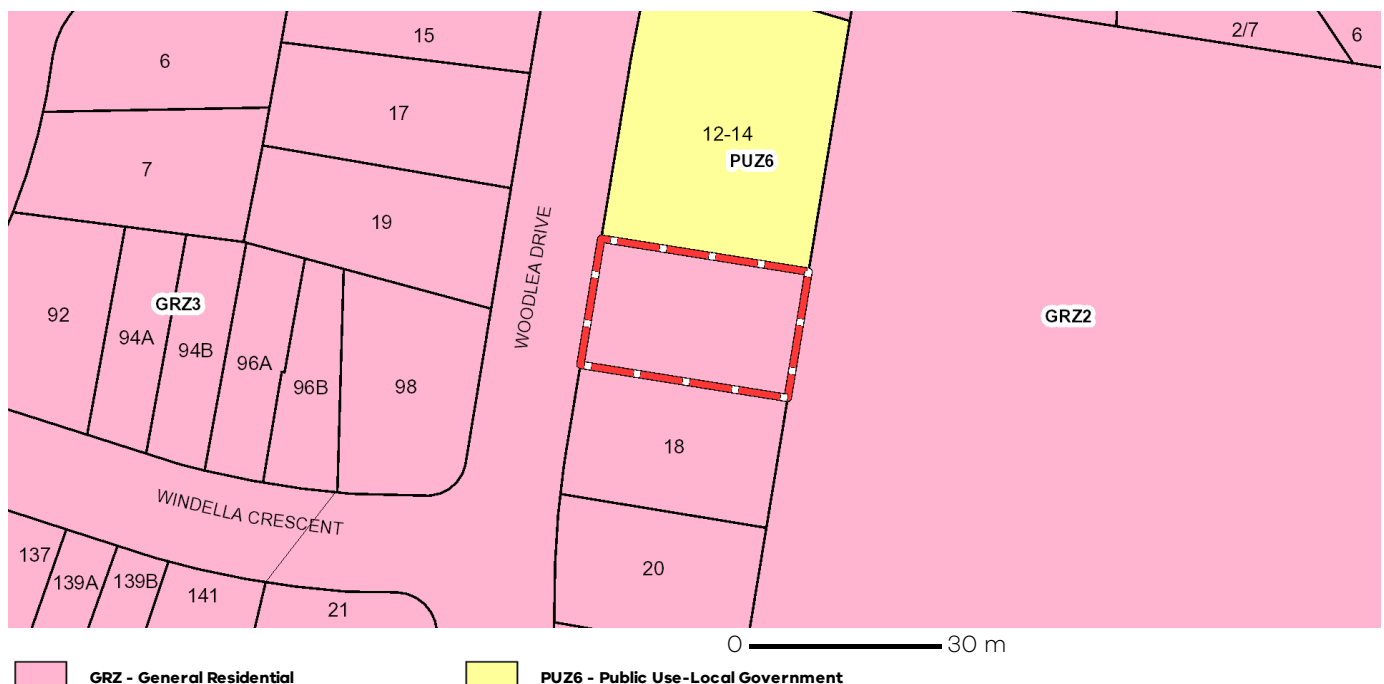 15
2/7
6
6
17
12-14
PUZ6
7
19
WOODLEA DRIVE
GRZ3
GRZ2
92
94A
94B
96A
96B
98
18
WINDELLA CRESCENT
137
139A
139B
141
21
20
0 30 m
GRZ - General Residential
PUZ6 - Public Use-Local Government